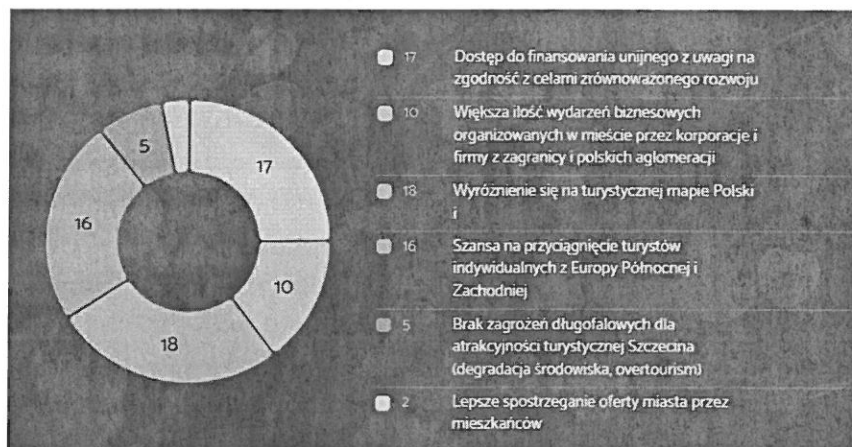 17 Dostęp do finansowania unijnego z uwagi na
zgodność z celami zrównoważonego rozwoju
10 Większa ilość wydarzeń biznesowych
organizowanych w mieście przez korporacje i
firmy z zagranicy i polskich aglomeracji
18 Wyróżnienie się na turystycznej mapie Polski
i
16 Szansa na przyciągnięcie turystów
indywidualnych z Europy Północnej i
Zachodniej
5 Brak zagrożeń długofalowych dla
atrakcyjności turystycznej Szczecina
(degradacja środowiska, overtourism)
2 Lepsze spostrzeganie oferty miasta przez
mieszkańców
5
17
16
10
18